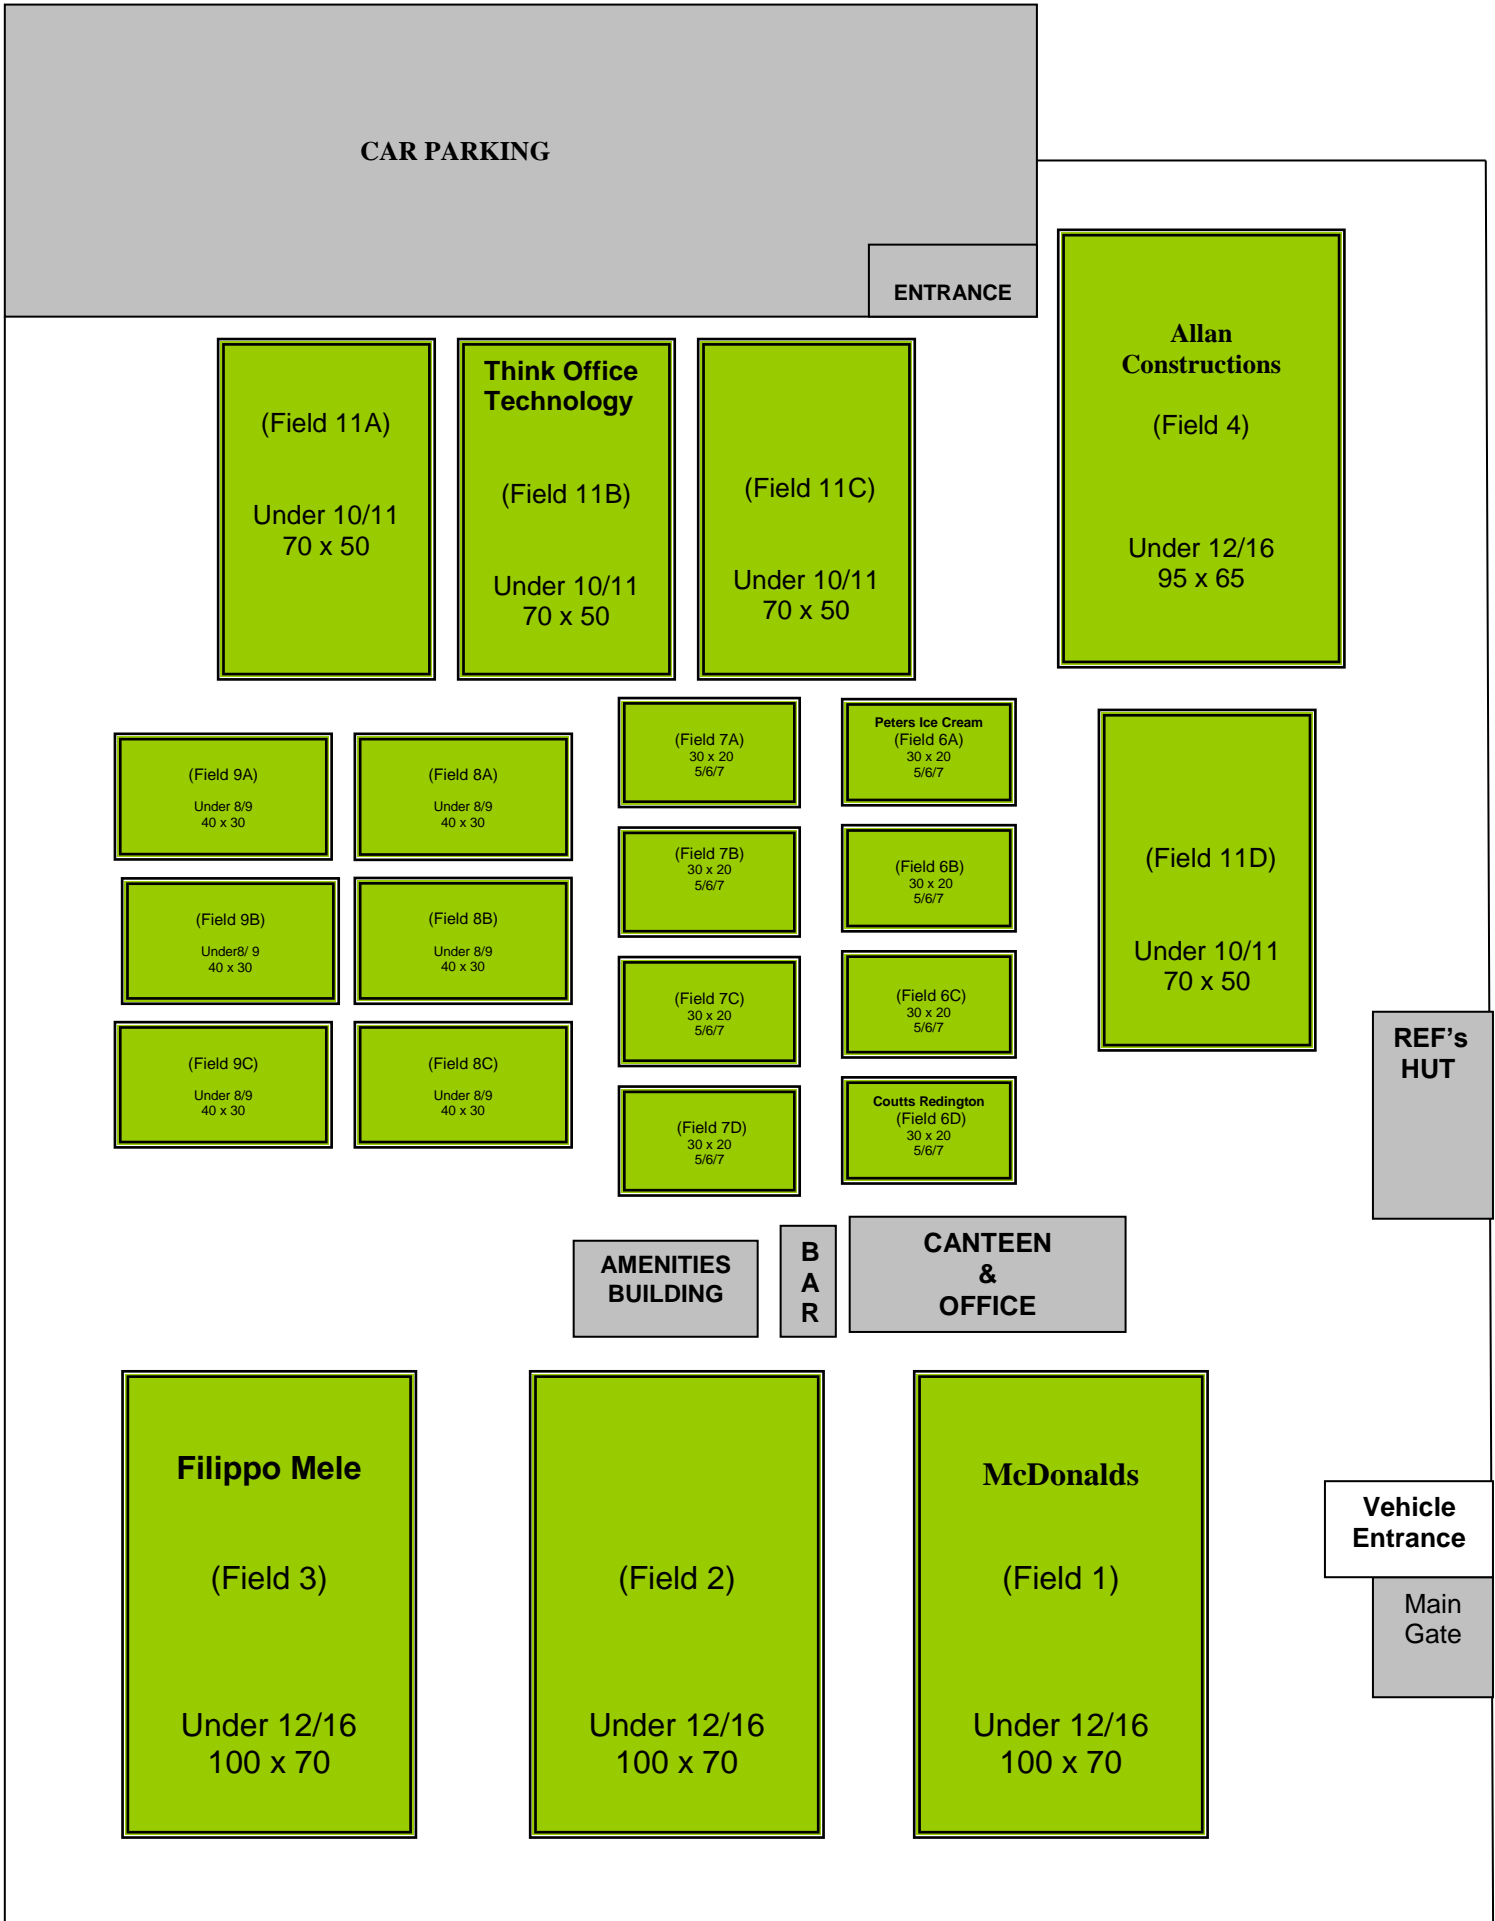 CAR PARKING
ENTRANCE
Allan
Constructions
(Field 4)
Under 12/16
95 x 65
(Field 11A)
Under 10/11
70 x 50
Think Office
Technology
(Field 11B)
Under 10/11
70 x 50
(Field 11C)
Under 10/11
70 x 50
(Field 9A)
Under 8/9
40 x 30
(Field 8A)
Under 8/9
40 x 30
(Field 7A)
30 x 20
5/6/7
Peters Ice Cream
(Field 6A)
30 x 20
5/6/7
(Field 11D)
Under 10/11
70 x 50
(Field 9B)
Under8/ 9
40 x 30
(Field 8B)
Under 8/9
40 x 30
(Field 7B)
30 x 20
5/6/7
(Field 6B)
30 x 20
5/6/7
(Field 9C)
Under 8/9
40 x 30
(Field 8C)
Under 8/9
40 x 30
(Field 7C)
30 x 20
5/6/7
(Field 6C)
30 x 20
5/6/7
REF's
HUT
(Field 7D)
30 x 20
5/6/7
Coutts Redington
(Field 6D)
30 x 20
5/6/7
AMENITIES
BUILDING
B
A
R
CANTEEN
&
OFFICE
Filippo Mele
(Field 3)
Under 12/16
100 x 70
(Field 2)
Under 12/16
100 x 70
McDonalds
(Field 1)
Under 12/16
100 x 70
Vehicle
Entrance
Main
Gate